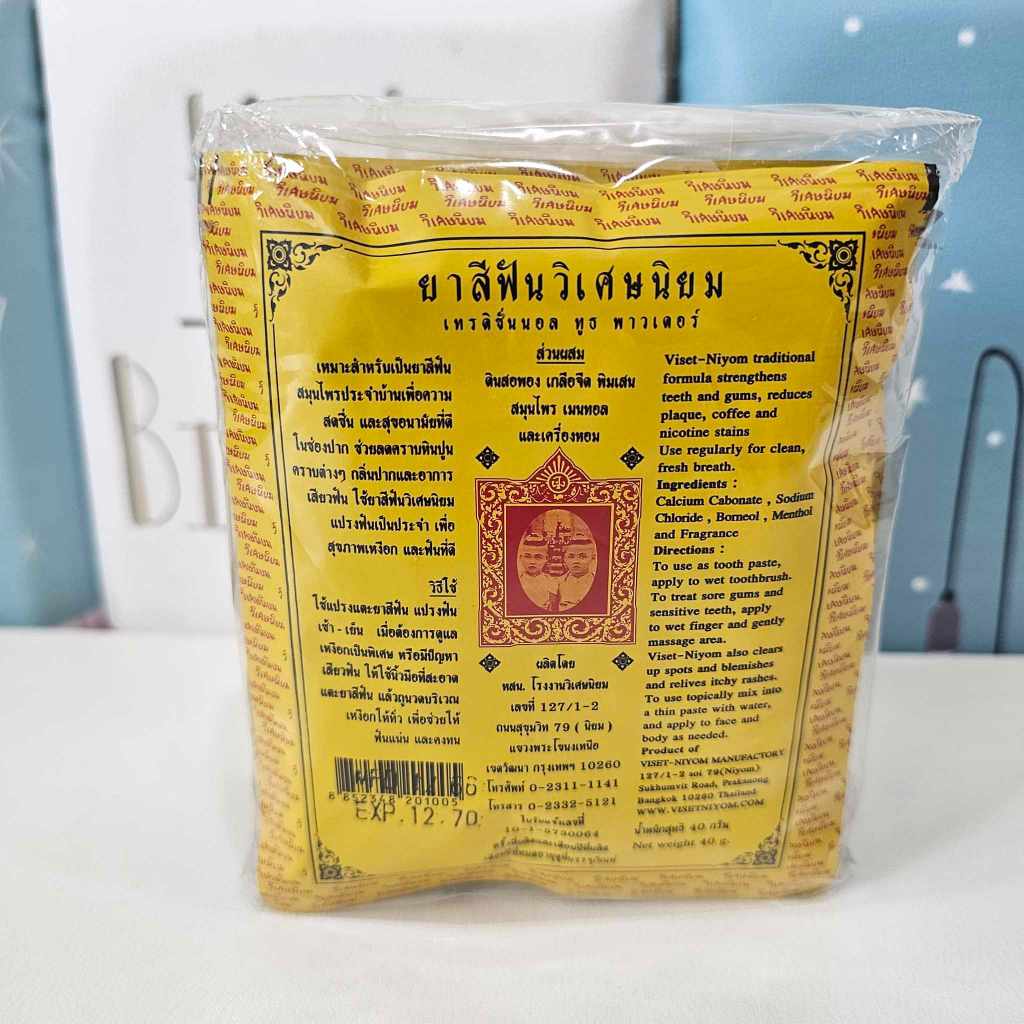 ยาสีฟันวิเศษนิยม
เทรดิชั่นนอล ทูธ พาวเดอร์
เหมาะสำหรับเป็นยาสีฟัน
สมุนไพรประจำบ้านเพื่อความ
สดชื่น และสุขอนามัยที่ดี
ในช่องปาก ช่วยลดคราบหินปูน
คราบต่างๆ กลิ่นปากและอาการ
เสียวฟัน ใช้ยาสีฟันวิเศษนิยม
แปรงฟันเป็นประจำ เพื่อ
สุขภาพเหงือก และฟันที่ดี
วิธีใช้
ใช้แปรงแตะยาสีฟัน แปรงฟัน
เช้า - เย็น เมื่อต้องการดูแล
เหงือกเป็นพิเศษ หรือมีปัญหา
เสียวฟัน ให้ใช้นิ้วมือที่สะอาด
แตะยาสีฟัน แล้วถูนวดบริเวณ
เหงือกให้ทั่ว เพื่อช่วยให้
ฟันแน่น และคงทน
8 852348 201005
EXP.12.70
ส่วนผสม
ดินสอพอง เกลือจืด พิมเสน
สมุนไพร เมนทอล
และเครื่องหอม
ผลิตโดย
หสน. โรงงานวิเศษนิยม
เลขที่ 127/1-2
ถนนสุขุมวิท 79 ( นิยม )
แขวงพระโขนงเหนือ
เขตวัฒนา กรุงเทพฯ 10260
โทรศัพท์ 0-2311-1141
โทรสาร 0-2332-5121
ใบรับแจ้งเลขที่
10-1-5730064
Viset-Niyom traditional
formula strengthens
teeth and gums, reduces
plaque, coffee and
nicotine stains
Use regularly for clean,
fresh breath.
Ingredients :
Calcium Cabonate , Sodium
Chloride , Borneol , Menthol
and Fragrance
Directions :
To use as tooth paste,
apply to wet toothbrush.
To treat sore gums and
sensitive teeth, apply
to wet finger and gently
massage area.
Viset-Niyom also clears
up spots and blemishes
and relives itchy rashes.
To use topically mix into
a thin paste with water,
and apply to face and
body as needed.
Product of
VISET-NIYOM MANUFACTORY
127/1-2 soi 79(Niyom)
Sukhumvit Road, Prakanong
Bangkok 10260 Thailand
WWW.VISETNIYOM.COM
น้ำหนักสุทธิ 40 กรัม
Net weight 40 g.